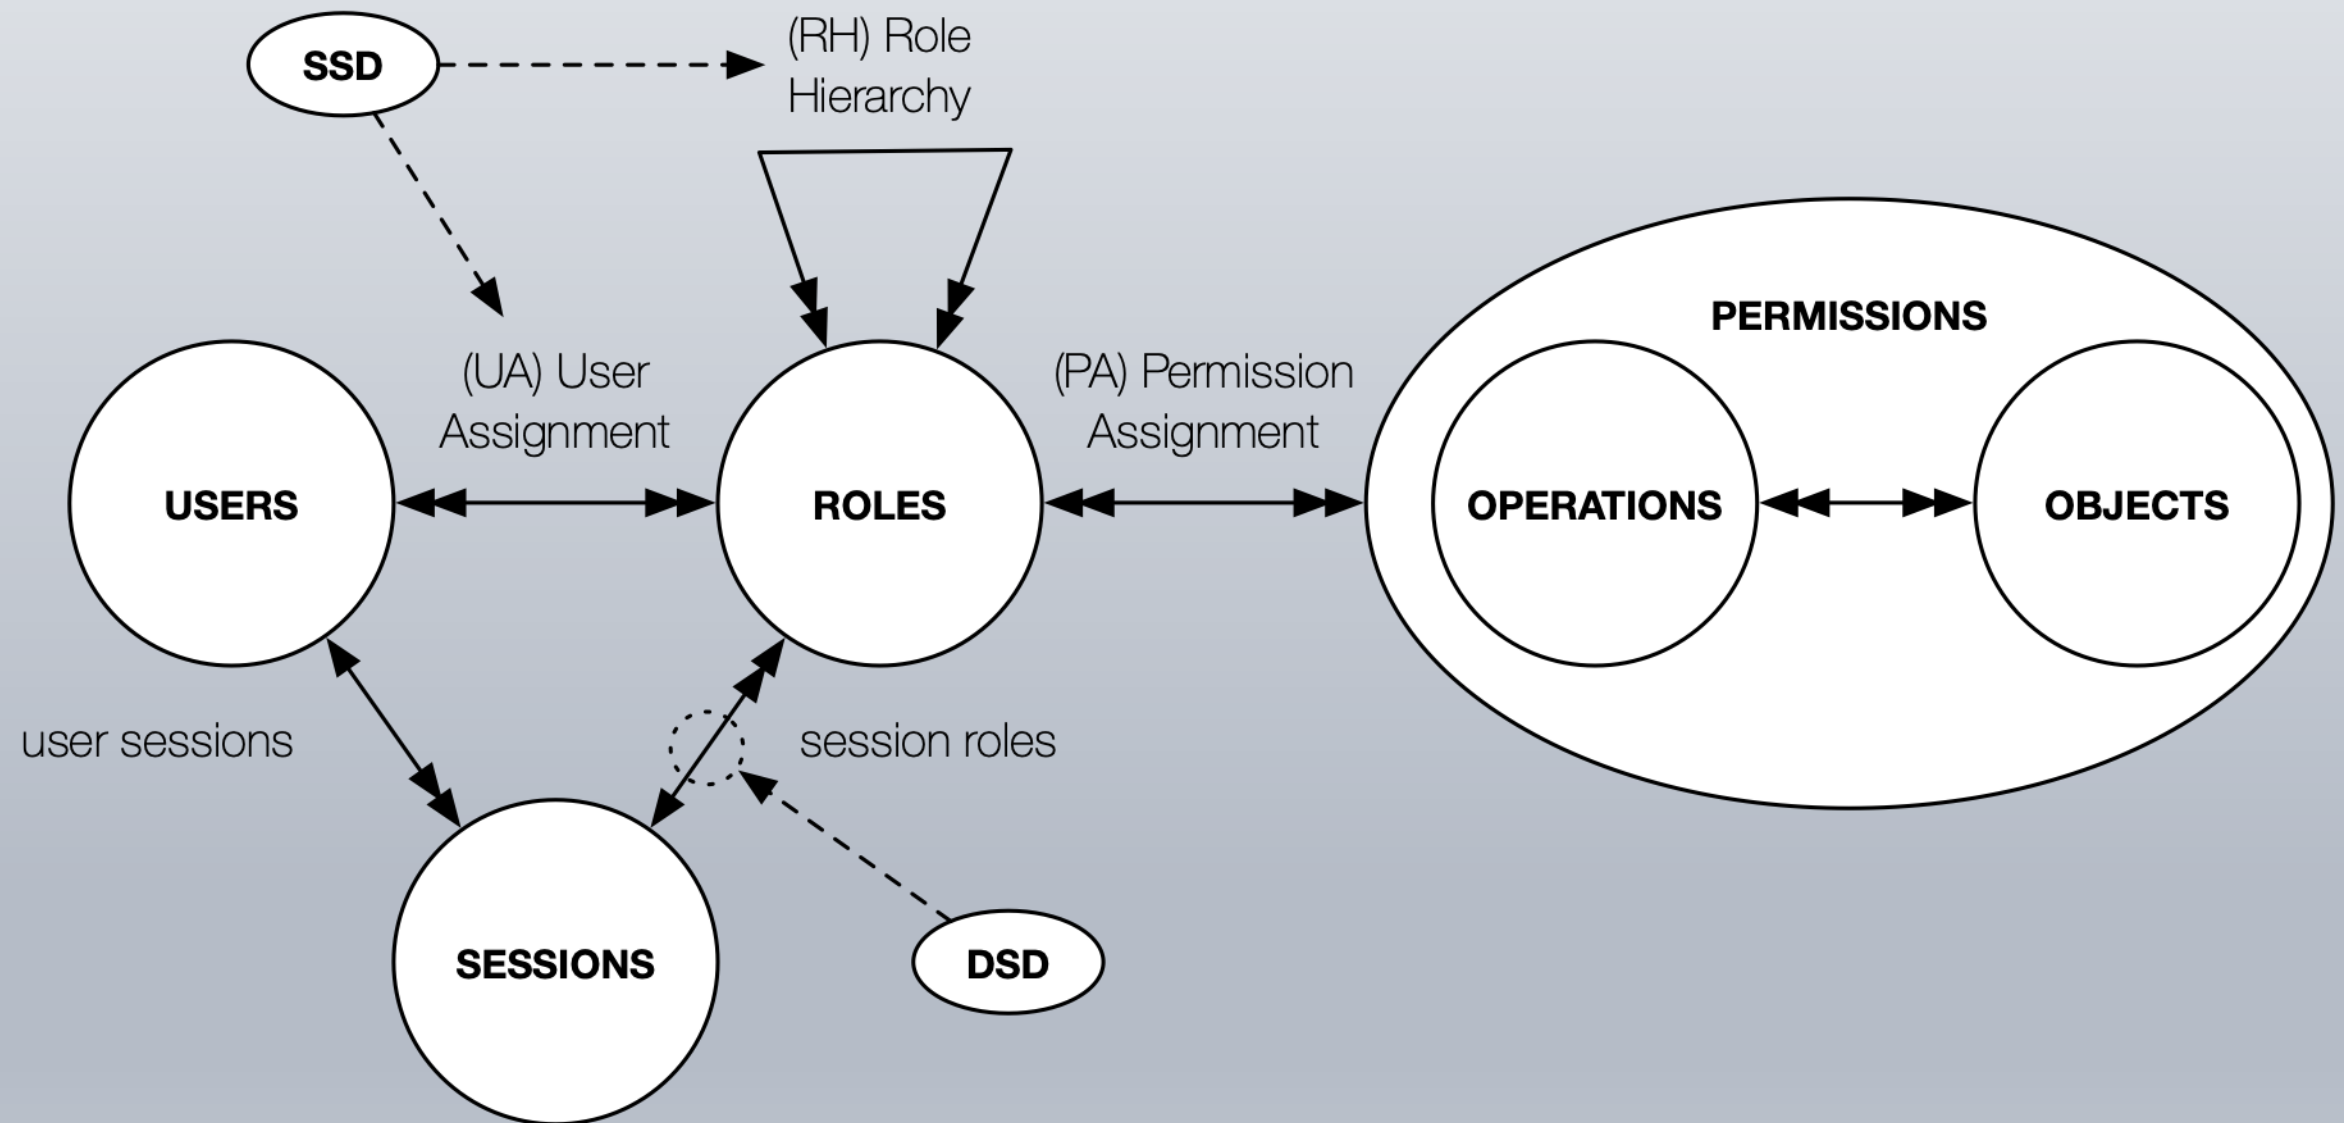 SSD
(RH) Role
Hierarchy
PERMISSIONS
(UA) User
Assignment
(PA) Permission
Assignment
USERS
ROLES
OPERATIONS
OBJECTS
user sessions
session roles
SESSIONS
DSD